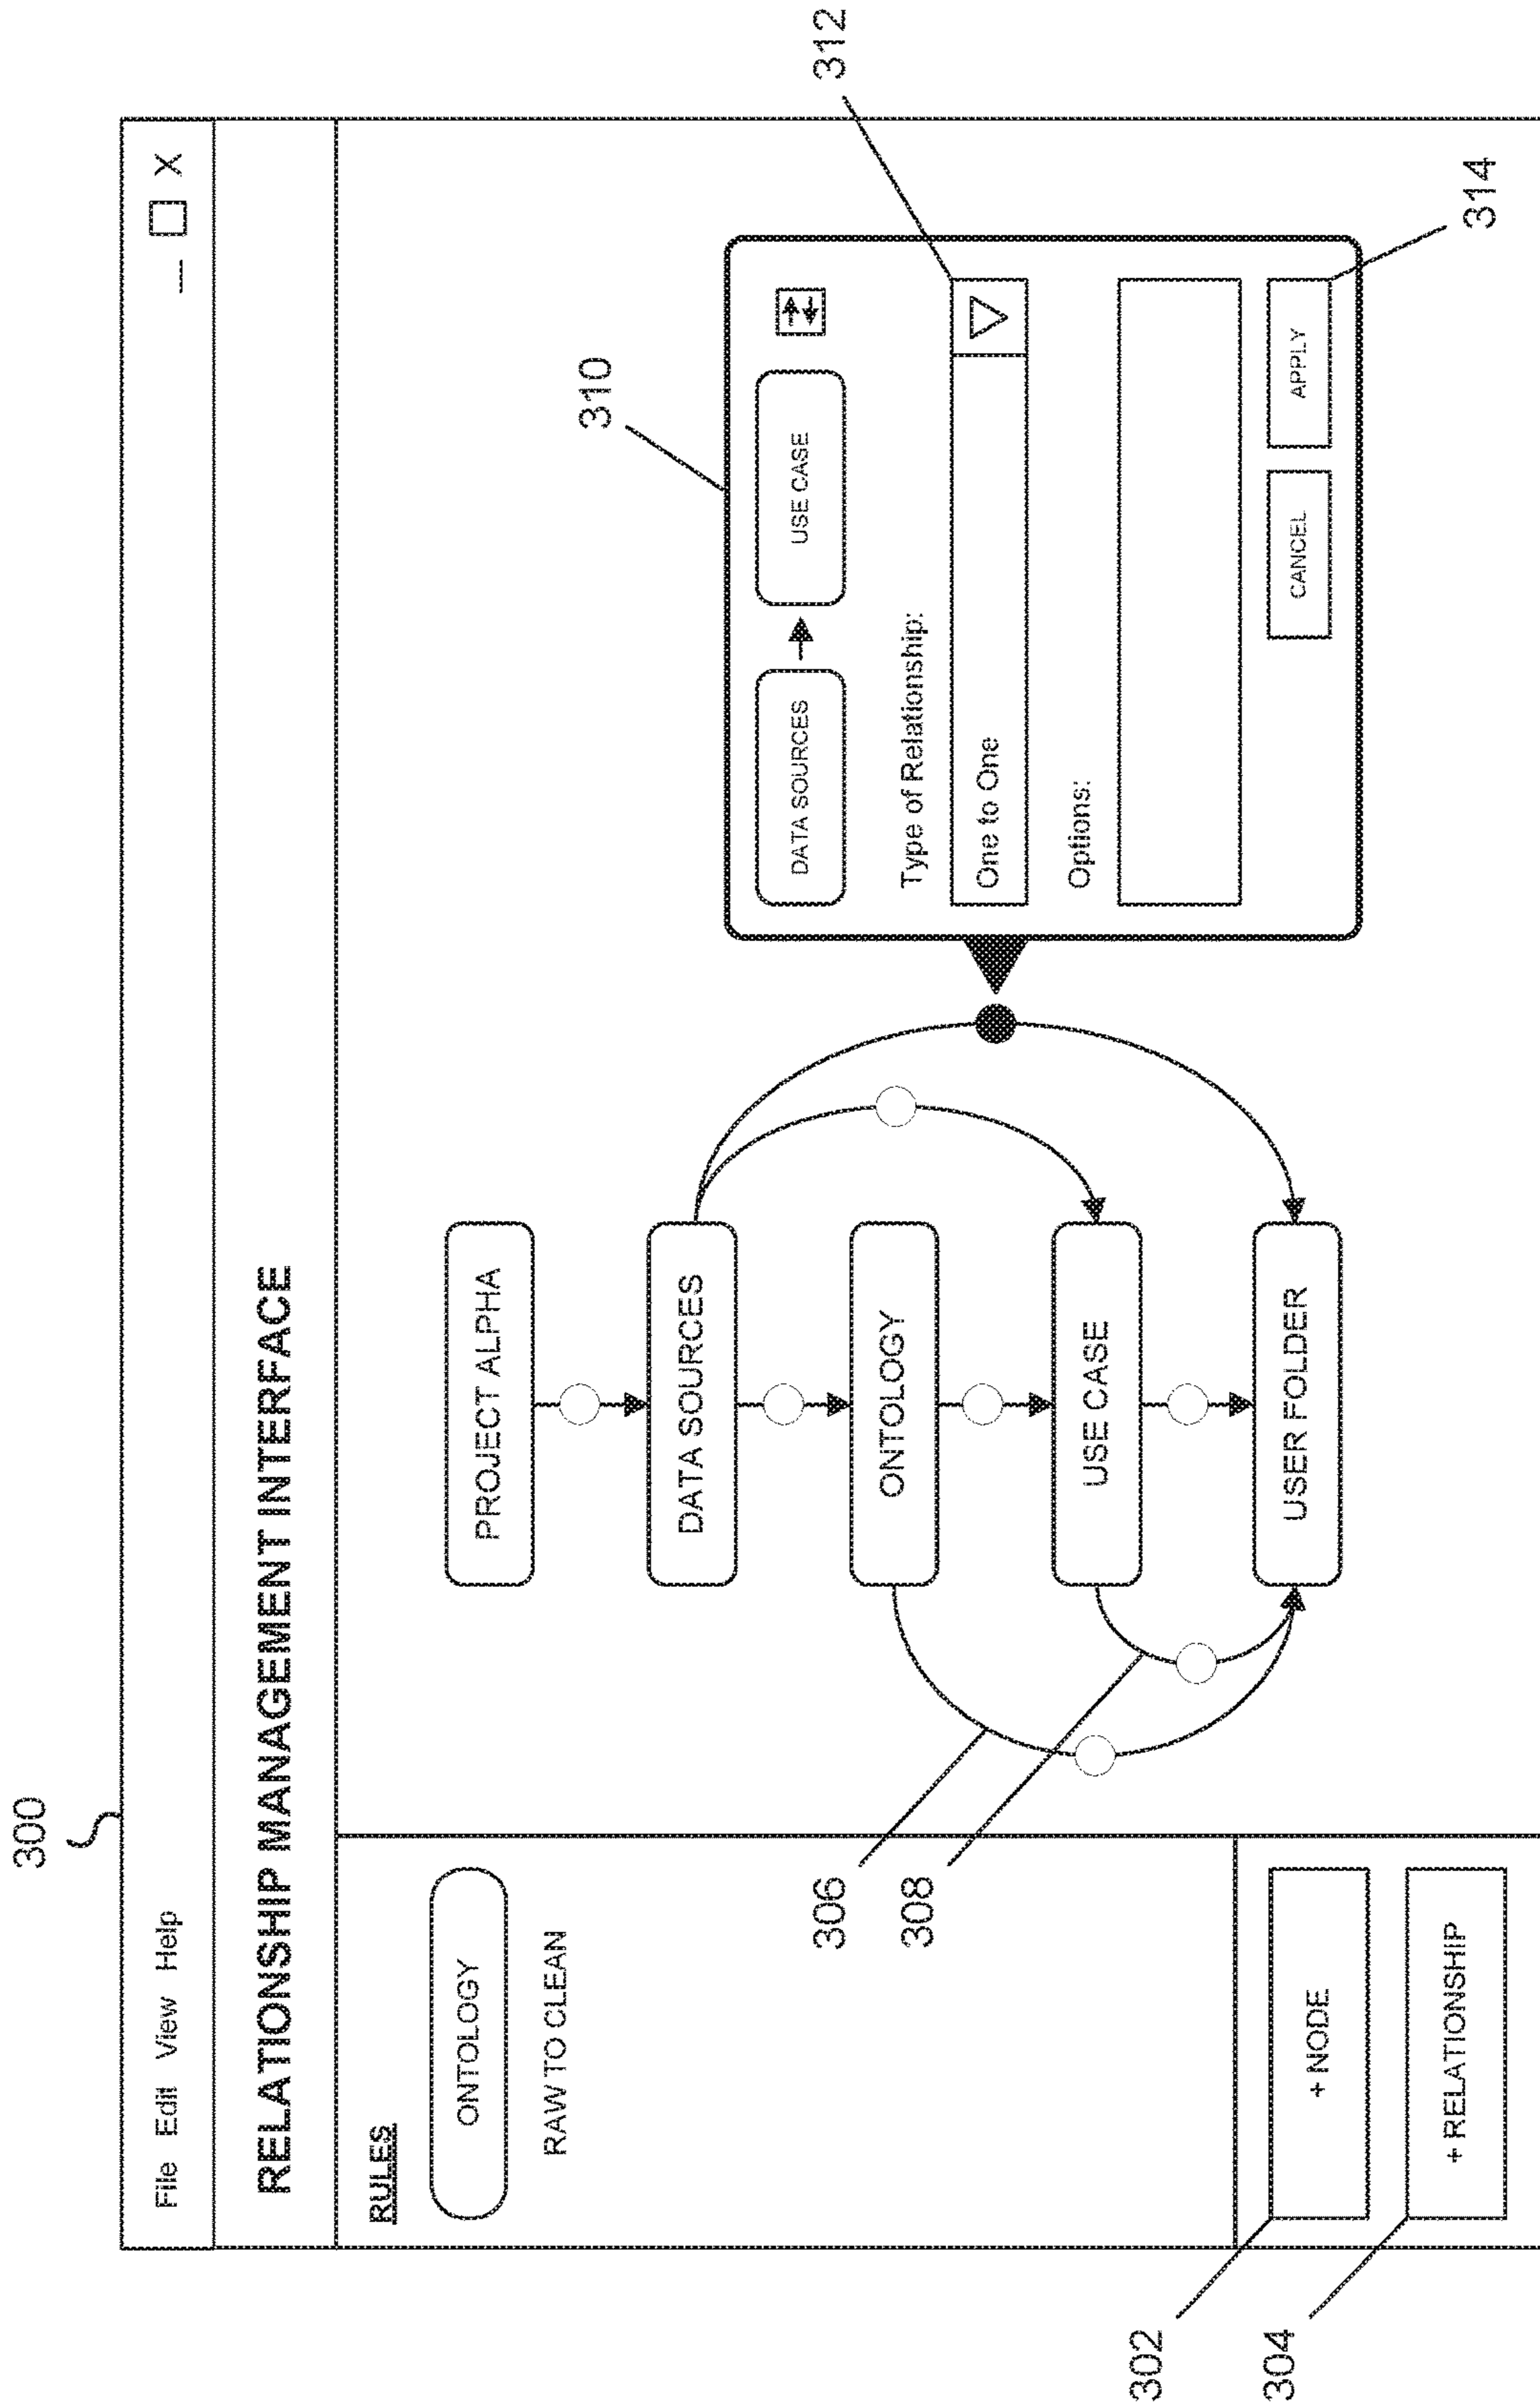 300
File Edit View Help
RELATIONSHIP MANAGEMENT INTERFACE
RULES
ONTOLOGY
RAW TO CLEAN
306
308
+ NODE
+ RELATIONSHIP
302
304
PROJECT ALPHA
DATA SOURCES
ONTOLOGY
USE CASE
USER FOLDER
310
DATA SOURCES
USE CASE
Type of Relationship:
One to One
Options:
CANCEL
APPLY
312
314